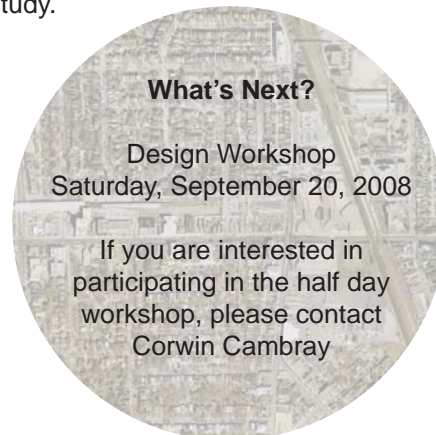 tudy.
What's Next?
Design Workshop
Saturday, September 20, 2008
If you are interested in
participating in the half day
workshop, please contact
Corwin Cambray